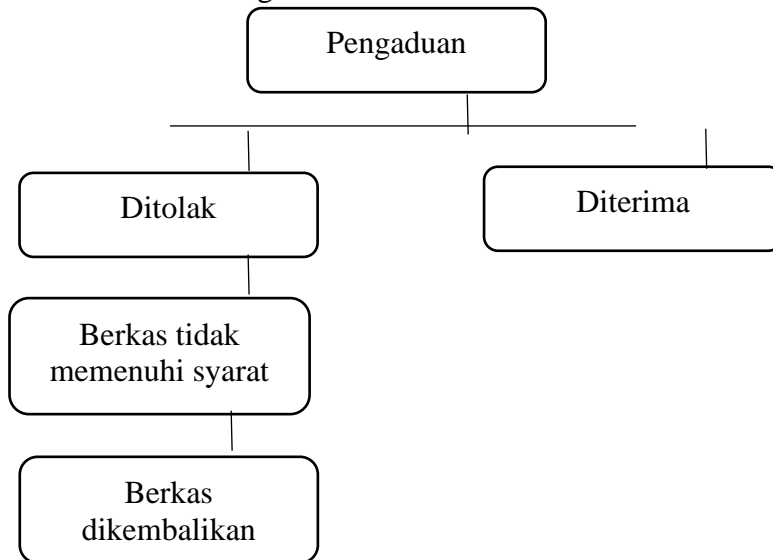 Pengaduan
Ditolak
Diterima
Berkas tidak
memenuhi syarat
Berkas
dikembalikan